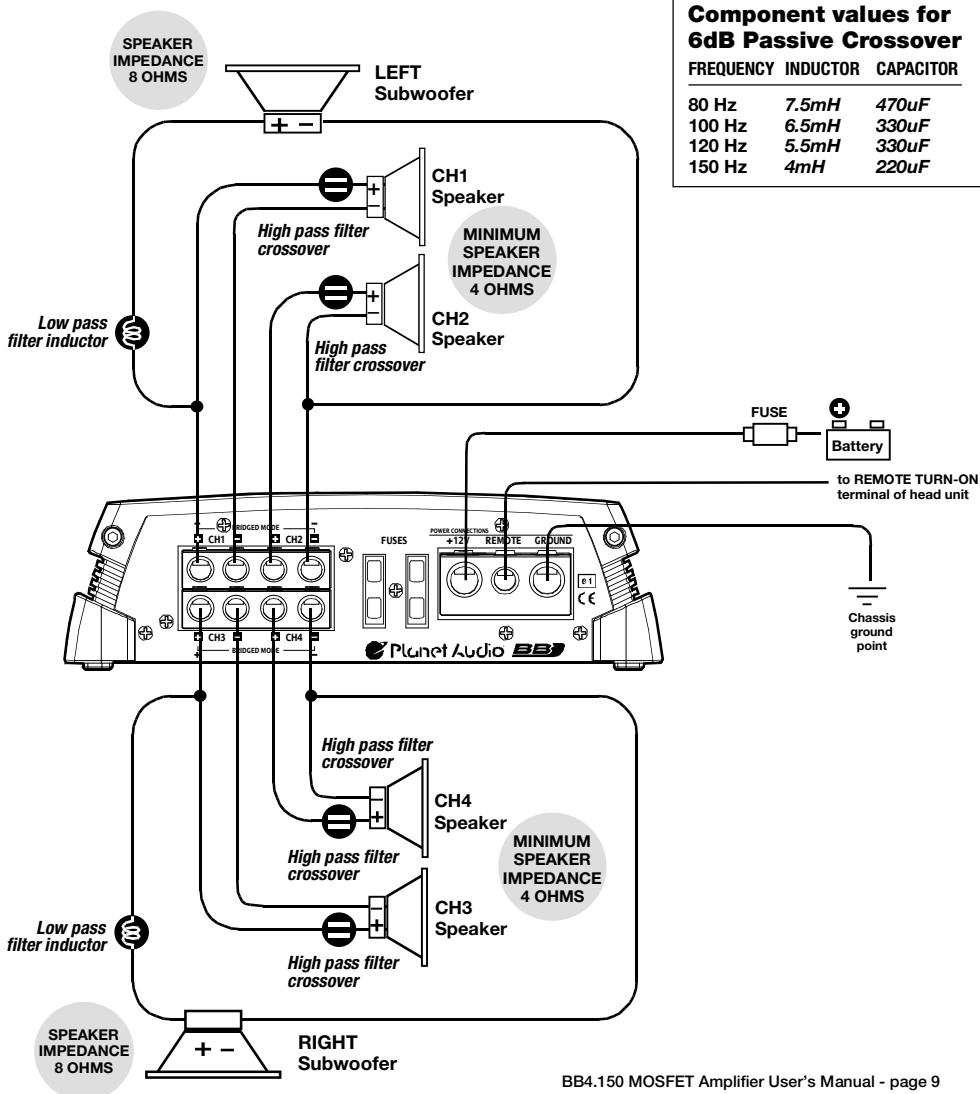 Component values for
6dB Passive Crossover
FREQUENCY INDUCTOR CAPACITOR
80 Hz 7.5mH 470uF
100 Hz 6.5mH 330uF
120 Hz 5.5mH 330uF
150 Hz 4mH 220uF
SPEAKER
IMPEDANCE
8 OHMS
LEFT
Subwoofer
+ -
CH1
Speaker
+
-
High pass filter
crossover
MINIMUM
SPEAKER
IMPEDANCE
4 OHMS
CH2
Speaker
+
-
High pass
filter crossover
Low pass
filter inductor
FUSE
+
Battery
to REMOTE TURN-ON
terminal of head unit
Chassis
ground
point
- BRIDGED MODE -
+ CH1 - + CH2 -
FUSES
POWER CONNECTIONS
+12V REMOTE GROUND
CE
+ CH3 - + CH4 -
+ BRIDGED MODE -
Planet Audio BB
High pass filter
crossover
CH4
Speaker
-
+
High pass filter
crossover
MINIMUM
SPEAKER
IMPEDANCE
4 OHMS
CH3
Speaker
-
+
High pass filter
crossover
Low pass
filter inductor
SPEAKER
IMPEDANCE
8 OHMS
+ -
RIGHT
Subwoofer
BB4.150 MOSFET Amplifier User's Manual - page 9